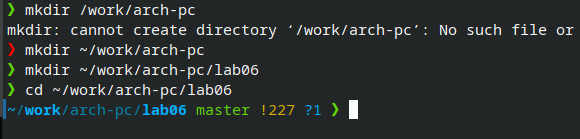 ❯ mkdir /work/arch-pc
mkdir: cannot create directory ‘/work/arch-pc’: No such file or
❯ mkdir ~/work/arch-pc
❯ mkdir ~/work/arch-pc/lab06
❯ cd ~/work/arch-pc/lab06
~/work/arch-pc/lab06 master !227 ?1 ❯